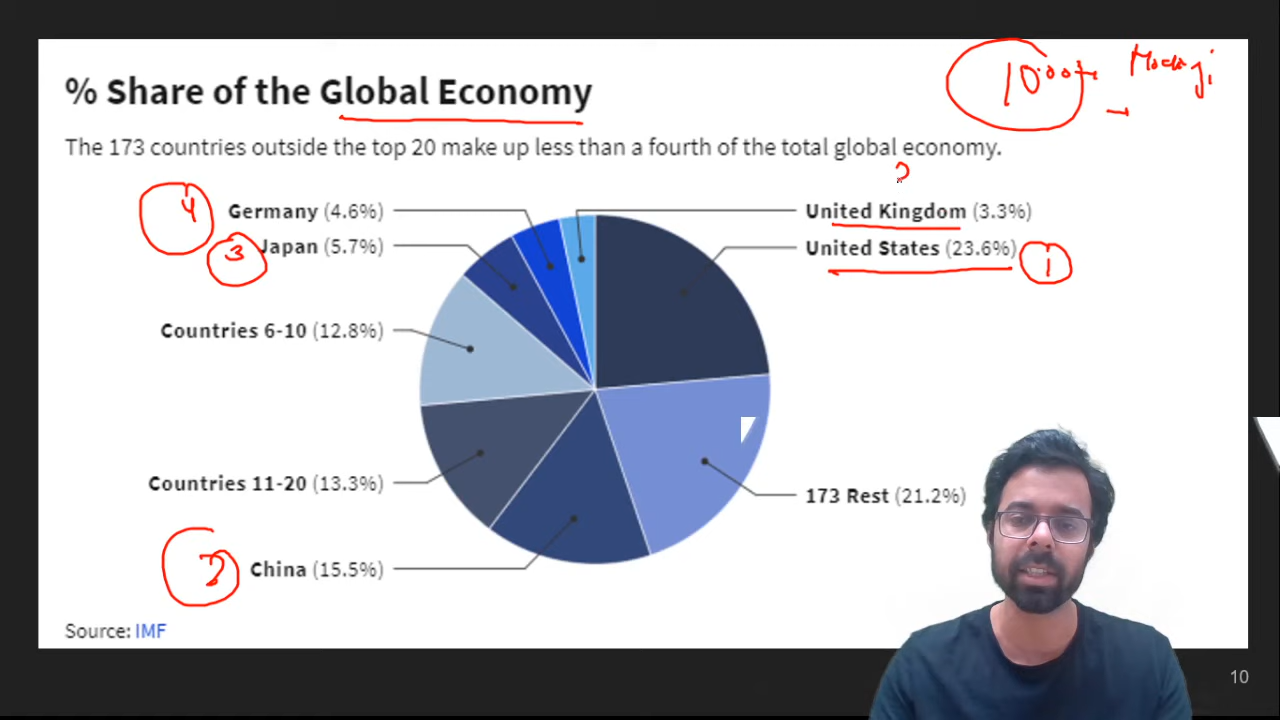 % Share of the Global Economy
The 173 countries outside the top 20 make up less than a fourth of the total global economy.
4 Germany (4.6%)
United Kingdom (3.3%)
3 Japan (5.7%)
United States (23.6%) 1
Countries 6-10 (12.8%)
Countries 11-20 (13.3%)
173 Rest (21.2%)
2 China (15.5%)
Source: IMF
10